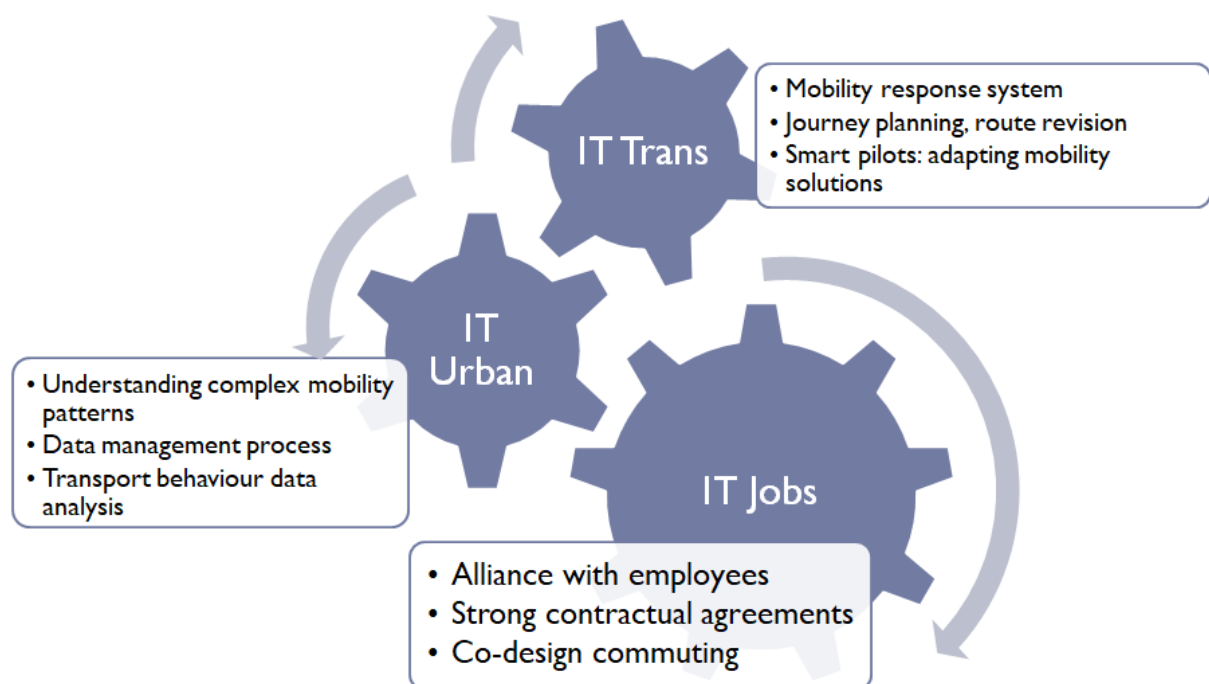 IT Trans
• Mobility response system
• Journey planning, route revision
• Smart pilots: adapting mobility
solutions
IT
Urban
• Understanding complex mobility
patterns
• Data management process
• Transport behaviour data
analysis
IT Jobs
• Alliance with employees
• Strong contractual agreements
• Co-design commuting